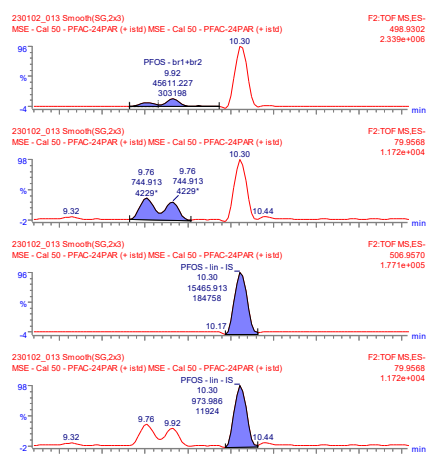 230102_013 Smooth(SG,2x3)
MSE - Cal 50 - PFAC-24PAR (+ istd) MSE - Cal 50 - PFAC-24PAR (+ istd)
F2:TOF MS,ES-
498.9302
2.339e+006
96
%
-4
PFOS - br1+br2
9.92
45611.227
303198
10.30
min
230102_013 Smooth(SG,2x3)
MSE - Cal 50 - PFAC-24PAR (+ istd) MSE - Cal 50 - PFAC-24PAR (+ istd)
F2:TOF MS,ES-
79.9568
1.172e+004
98
%
-2
9.32
9.76
744.913
4229*
9.76
744.913
4229*
10.30
10.44
min
230102_013 Smooth(SG,2x3)
MSE - Cal 50 - PFAC-24PAR (+ istd) MSE - Cal 50 - PFAC-24PAR (+ istd)
F2:TOF MS,ES-
506.9570
1.771e+005
96
%
-4
PFOS - lin - IS
10.30
15465.913
184758
10.17
min
230102_013 Smooth(SG,2x3)
MSE - Cal 50 - PFAC-24PAR (+ istd) MSE - Cal 50 - PFAC-24PAR (+ istd)
F2:TOF MS,ES-
79.9568
1.172e+004
98
%
-2
9.32
9.76
9.92
PFOS - lin - IS
10.30
973.986
11924
10.44
min